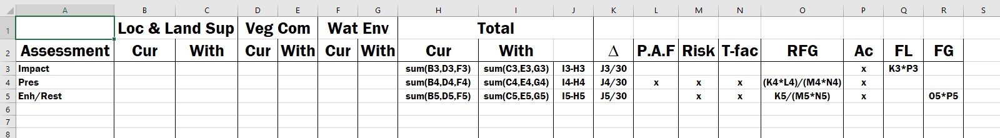 A B C D E F G H I J K L M N O P Q R S
1 Loc & Land Sup Veg Com Wat Env Total
2 Assessment Cur With Cur With Cur With Cur With Δ P.A.F Risk T-fac RFG Ac FL FG
3 Impact sum(B3,D3,F3) sum(C3,E3,G3) I3-H3 J3/30 x K3*P3
4 Pres sum(B4,D4,F4) sum(C4,E4,G4) I4-H4 J4/30 x x x (K4*L4)/(M4*N4) x
5 Enh/Rest sum(B5,D5,F5) sum(C5,E5,G5) I5-H5 J5/30 x x K5/(M5*N5) x O5*P5
6
7
8